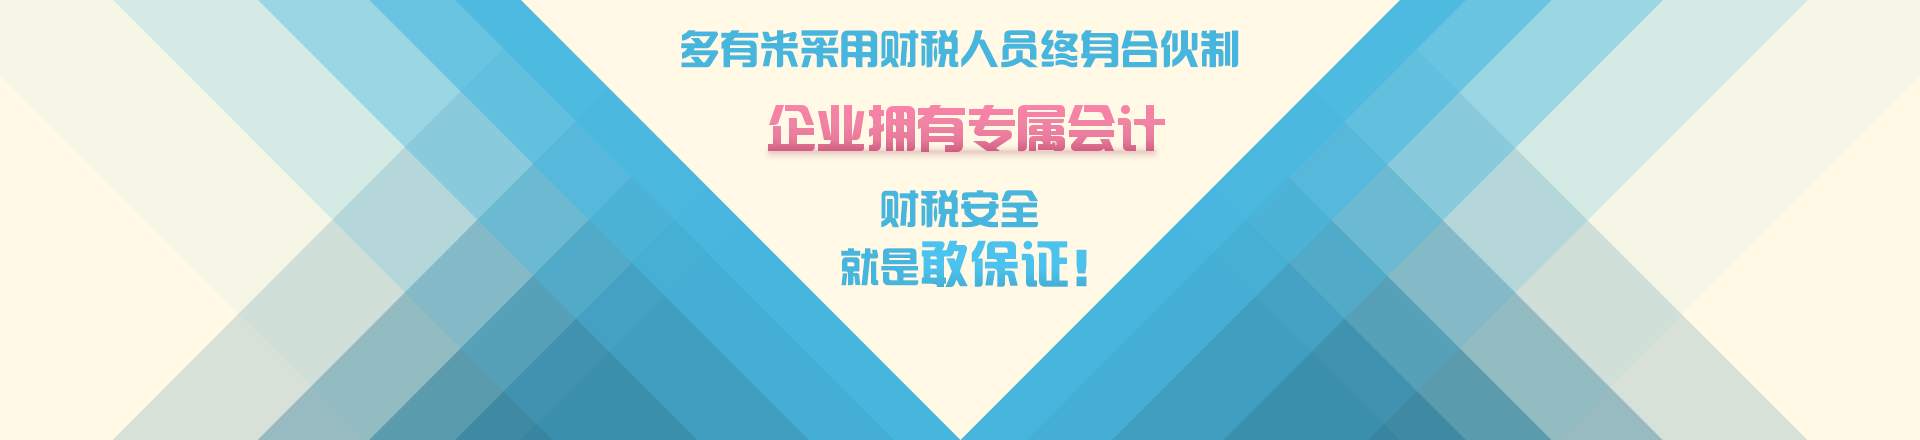 多有米采用财税人员终身合伙制
企业拥有专属会计
财税安全
就是敢保证!